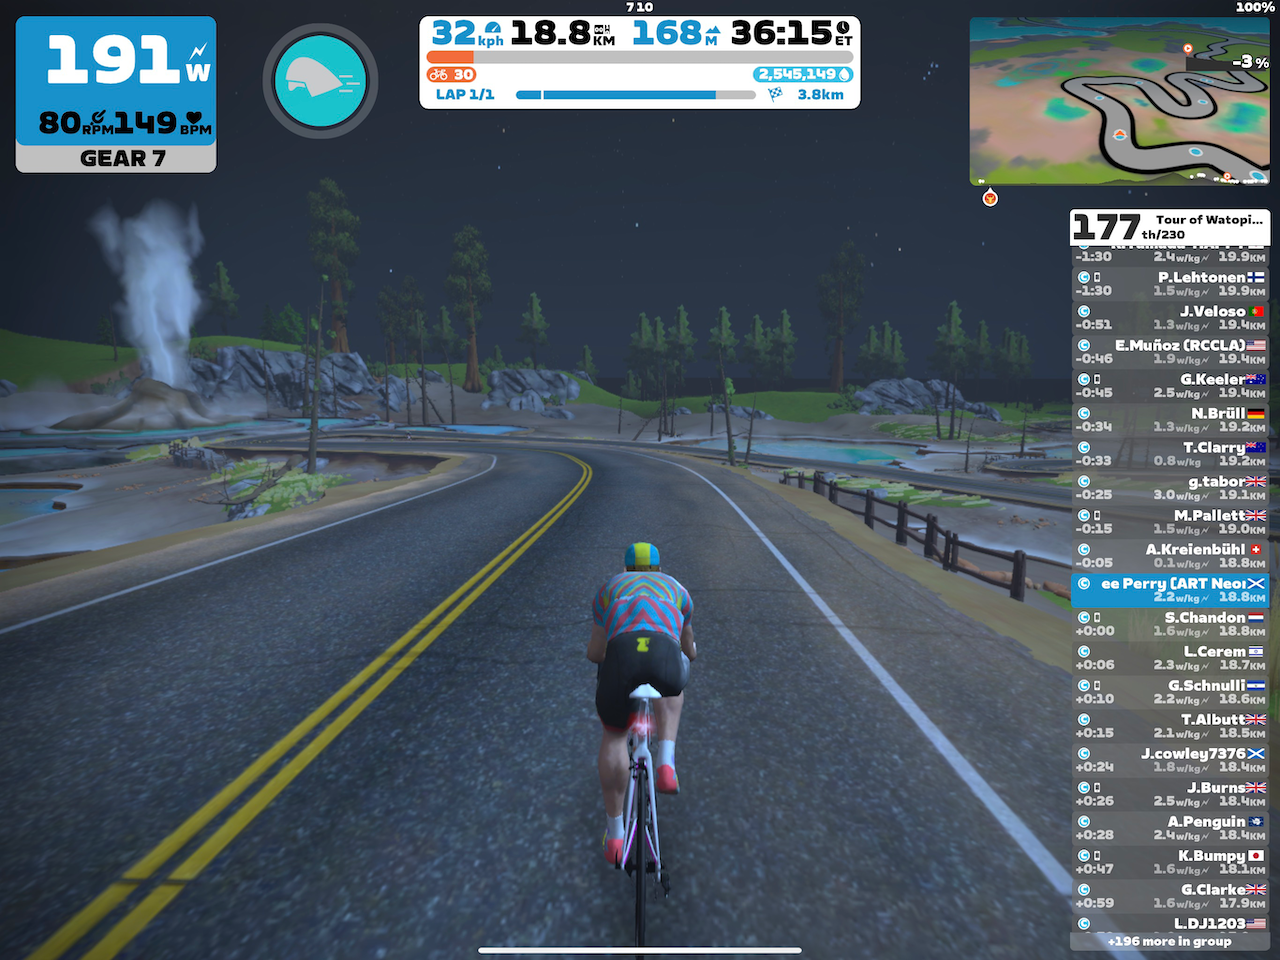 7 10
100%
191 w
80 RPM 149 BPM
GEAR 7
32 kph 18.8 KM 168 M 36:15 ET
30 2,545,149
LAP 1/1 3.8km
-3 %
177 th/230 Tour of Watopi...
-1:30 2.4w/kg 19.9KM
P.Lehtonen
-1:30 1.5w/kg 19.9KM
J.Veloso
-0:51 1.3w/kg 19.4KM
E.Muñoz (RCCLA)
-0:46 1.9w/kg 19.4KM
G.Keeler
-0:45 2.5w/kg 19.4KM
N.Brüll
-0:34 1.3w/kg 19.2KM
T.Clarry
-0:33 0.8w/kg 19.2KM
g.tabor
-0:25 3.0w/kg 19.1KM
M.Pallett
-0:15 1.5w/kg 19.0KM
A.Kreienbühl
-0:05 0.1w/kg 18.8KM
ee Perry (ART Neon
2.2w/kg 18.8KM
S.Chandon
+0:00 1.6w/kg 18.8KM
L.Cerem
+0:06 2.3w/kg 18.7KM
G.Schnulli
+0:10 2.2w/kg 18.6KM
T.Albutt
+0:15 2.1w/kg 18.5KM
J.cowley7376
+0:24 1.8w/kg 18.4KM
J.Burns
+0:26 2.5w/kg 18.4KM
A.Penguin
+0:28 2.4w/kg 18.4KM
K.Bumpy
+0:47 1.6w/kg 18.1KM
G.Clarke
+0:59 1.6w/kg 17.9KM
L.DJ1203
+196 more in group